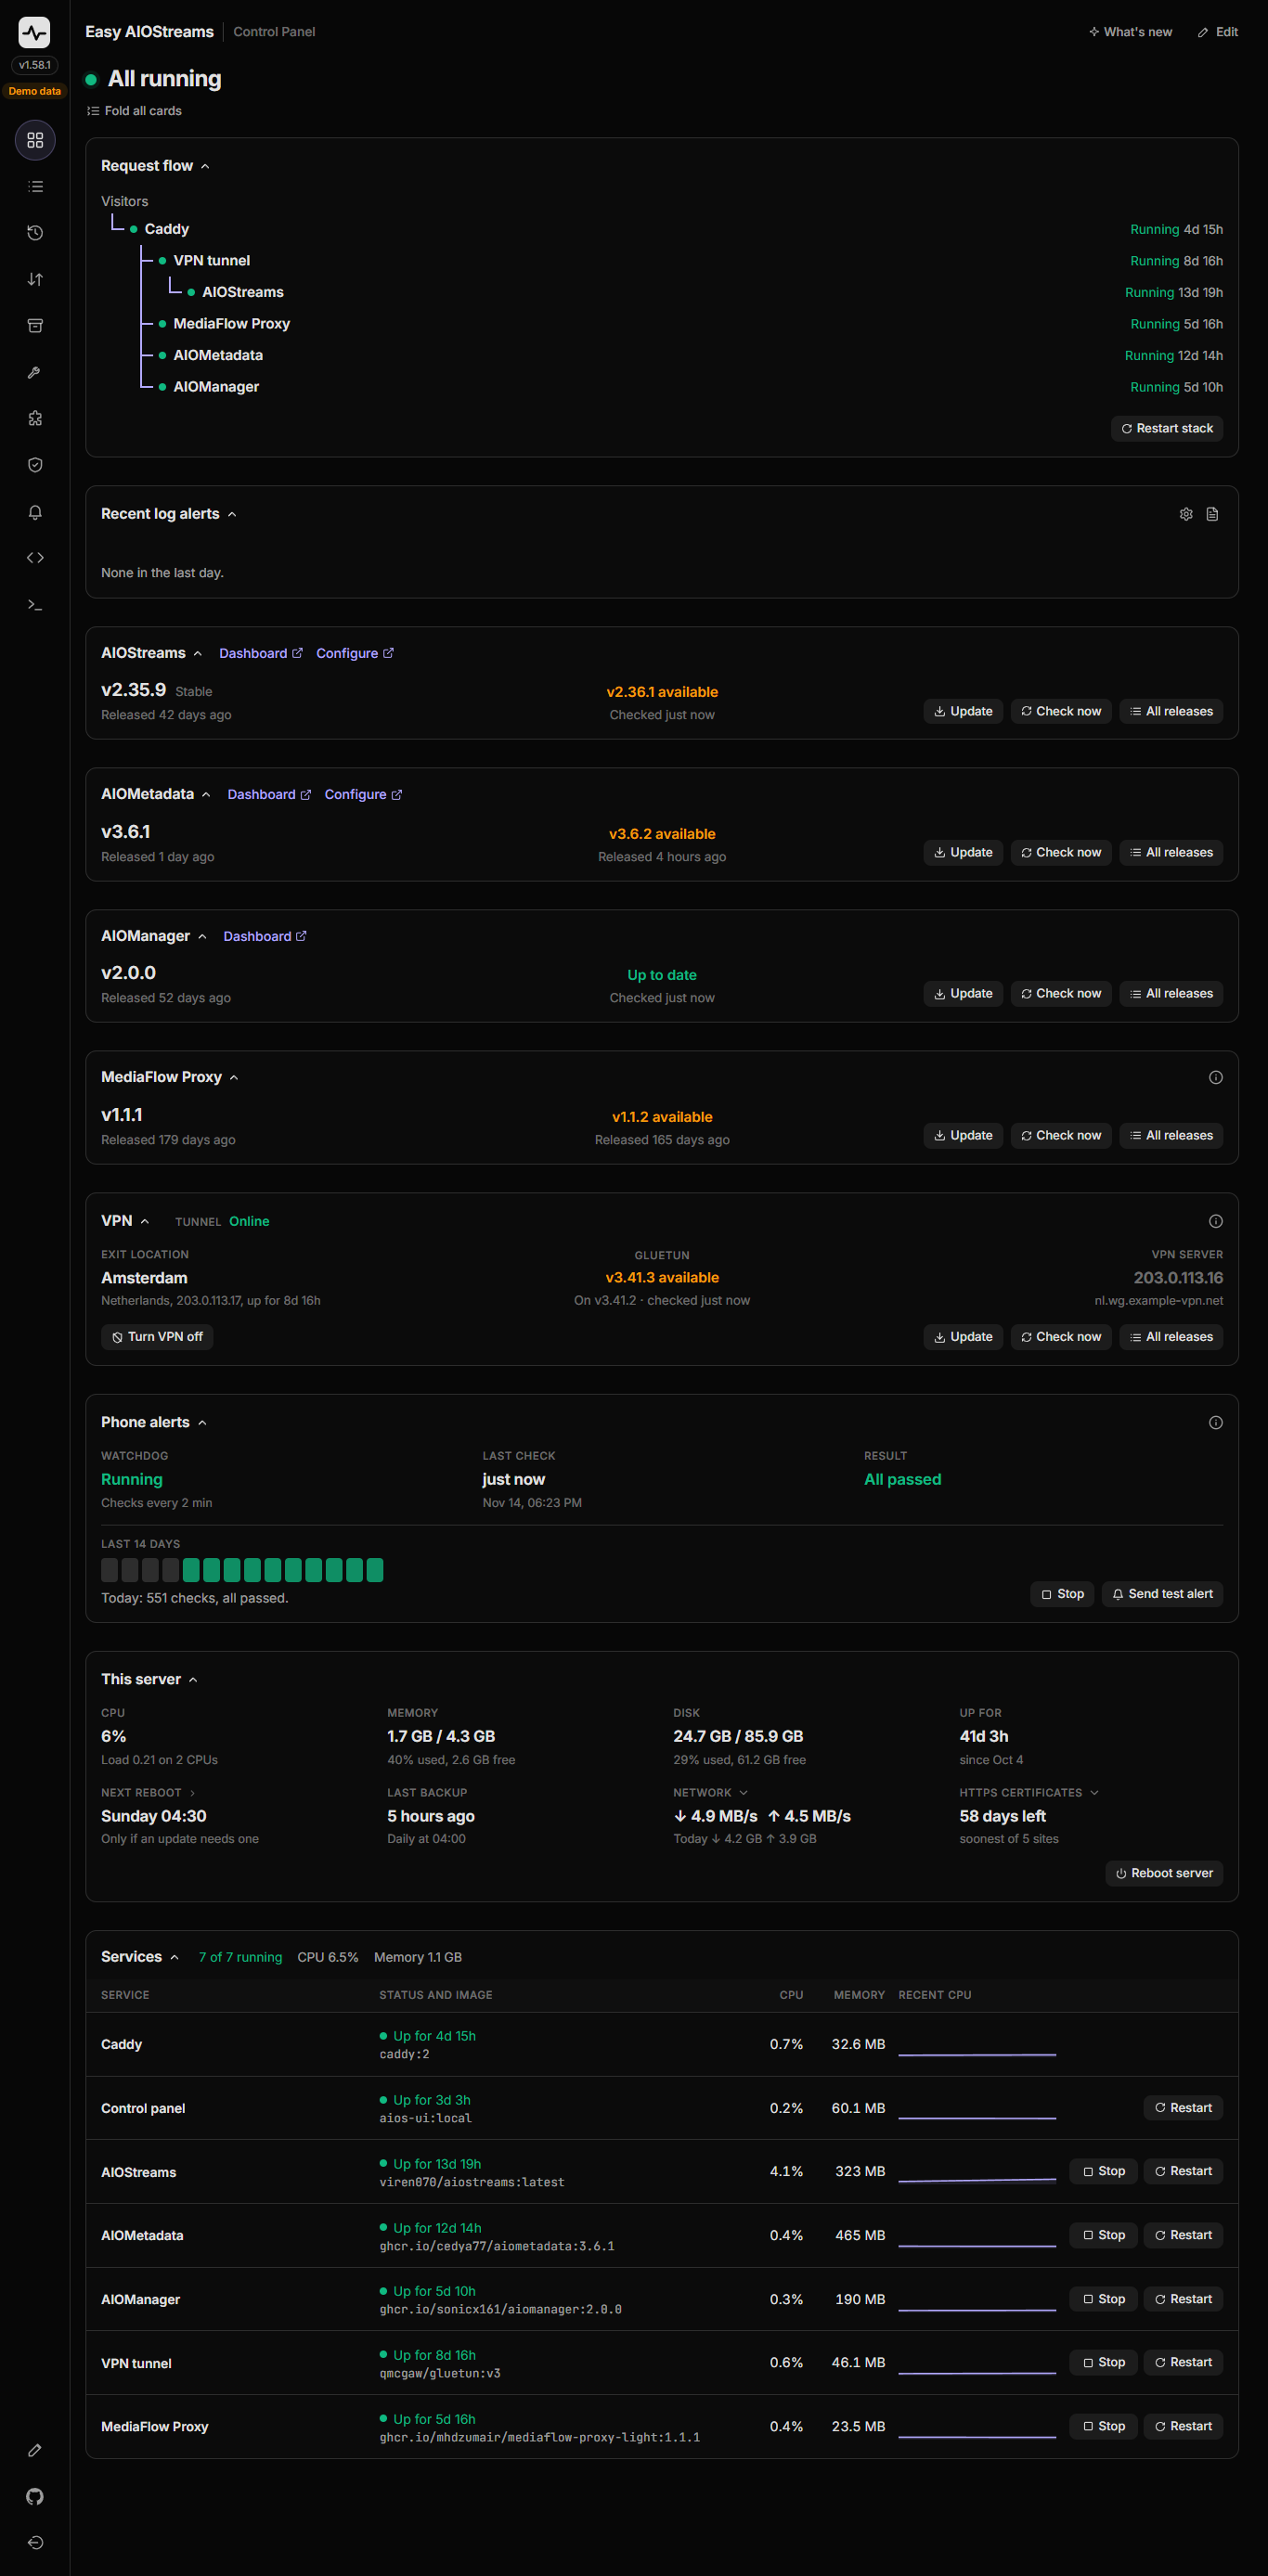 Easy AIOStreams Control Panel What's new Edit
v1.58.1
Demo data
All running
Fold all cards
Request flow
Visitors
Caddy Running 4d 15h
VPN tunnel Running 8d 16h
AIOStreams Running 13d 19h
MediaFlow Proxy Running 5d 16h
AIOMetadata Running 12d 14h
AIOManager Running 5d 10h
Restart stack
Recent log alerts
None in the last day.
AIOStreams Dashboard Configure
v2.35.9 Stable v2.36.1 available
Released 42 days ago Checked just now Update Check now All releases
AIOMetadata Dashboard Configure
v3.6.1 v3.6.2 available
Released 1 day ago Released 4 hours ago Update Check now All releases
AIOManager Dashboard
v2.0.0 Up to date
Released 52 days ago Checked just now Update Check now All releases
MediaFlow Proxy
v1.1.1 v1.1.2 available
Released 179 days ago Released 165 days ago Update Check now All releases
VPN TUNNEL Online
EXIT LOCATION GLUETUN VPN SERVER
Amsterdam v3.41.3 available 203.0.113.16
Netherlands, 203.0.113.17, up for 8d 16h On v3.41.2 · checked just now nl.wg.example-vpn.net
Turn VPN off Update Check now All releases
Phone alerts
WATCHDOG LAST CHECK RESULT
Running just now All passed
Checks every 2 min Nov 14, 06:23 PM
LAST 14 DAYS
Today: 551 checks, all passed. Stop Send test alert
This server
CPU MEMORY DISK UP FOR
6% 1.7 GB / 4.3 GB 24.7 GB / 85.9 GB 41d 3h
Load 0.21 on 2 CPUs 40% used, 2.6 GB free 29% used, 61.2 GB free since Oct 4
NEXT REBOOT LAST BACKUP NETWORK HTTPS CERTIFICATES
Sunday 04:30 5 hours ago ↓ 4.9 MB/s ↑ 4.5 MB/s 58 days left
Only if an update needs one Daily at 04:00 Today ↓ 4.2 GB ↑ 3.9 GB soonest of 5 sites
Reboot server
Services 7 of 7 running CPU 6.5% Memory 1.1 GB
SERVICE STATUS AND IMAGE CPU MEMORY RECENT CPU
Caddy Up for 4d 15h 0.7% 32.6 MB
caddy:2
Control panel Up for 3d 3h 0.2% 60.1 MB Restart
aios-ui:local
AIOStreams Up for 13d 19h 4.1% 323 MB Stop Restart
viren070/aiostreams:latest
AIOMetadata Up for 12d 14h 0.4% 465 MB Stop Restart
ghcr.io/cedya77/aiometadata:3.6.1
AIOManager Up for 5d 10h 0.3% 190 MB Stop Restart
ghcr.io/sonicx161/aiomanager:2.0.0
VPN tunnel Up for 8d 16h 0.6% 46.1 MB Stop Restart
qmcgaw/gluetun:v3
MediaFlow Proxy Up for 5d 16h 0.4% 23.5 MB Stop Restart
ghcr.io/mhdzumair/mediaflow-proxy-light:1.1.1